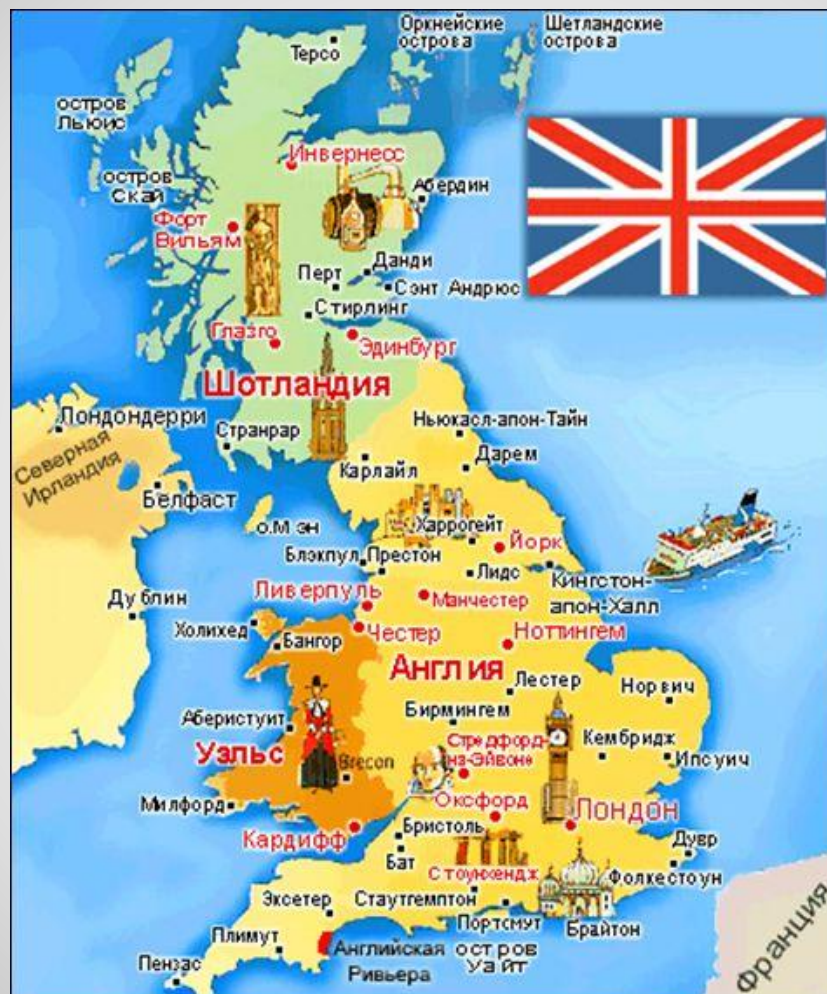 Оркнейские
острова
Шетландские
острова
Терсо
остров
Льюис
Инвернесс
остров
Скай
Абердин
Форт
Вильям
Данди
Перт
Сэнт Андрюс
Стирлинг
Глазго
Эдинбург
Шотландия
Лондондерри
Ньюкасл-апон-Тайн
Странрар
Северная
Ирландия
Карлайл
Дарем
Белфаст
о.Мэн
Харрогейт
Йорк
Блэкпул
Престон
Лидс
Кингстон-
апон-Халл
Ливерпуль
Манчестер
Дублин
Холихед
Честер
Ноттингем
Бангор
Англия
Лестер
Норвич
Аберистуит
Бирмингем
Стредфорд-
на-Эйвоне
Кембридж
Ипсуич
Уэльс
Brecon
Милфорд
Оксфорд
Лондон
Кардифф
Бристоль
Дувр
Бат
Стоунхендж
Фолкестоун
Эксетер
Стаутгемптон
Портсмут
Брайтон
Плимут
Английская
Ривьера
остров
Уайт
Пензас
Франция